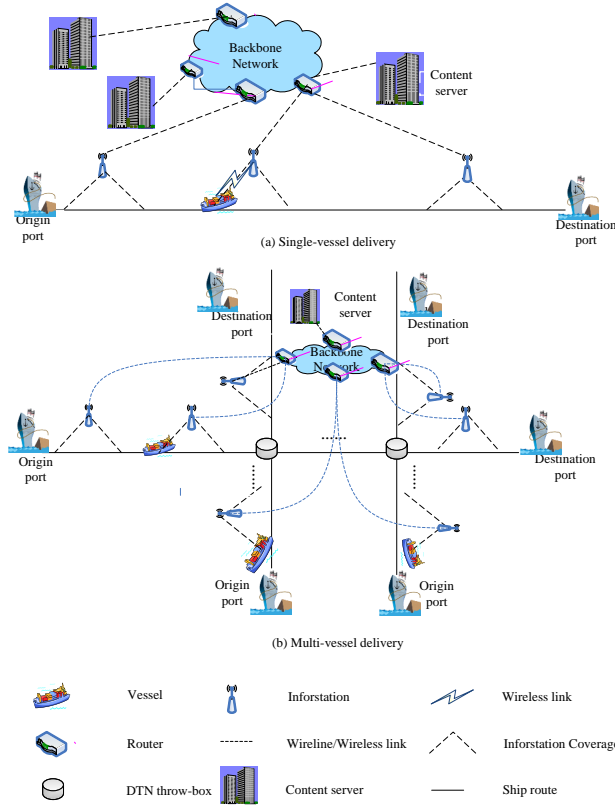 Backbone
Network
Content
server
Origin
port
Destination
port
(a) Single-vessel delivery
Destination
port
Content
server
Destination
port
Backbone
Network
......
Origin
port
Destination
port
Origin
port
Origin
port
(b) Multi-vessel delivery
Vessel
Inforstation
Wireless link
Router
Wireline/Wireless link
Inforstation Coverage
DTN throw-box
Content server
Ship route